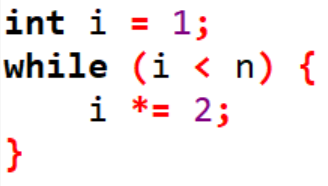 int i = 1;
while (i < n) {
    i *= 2;
}